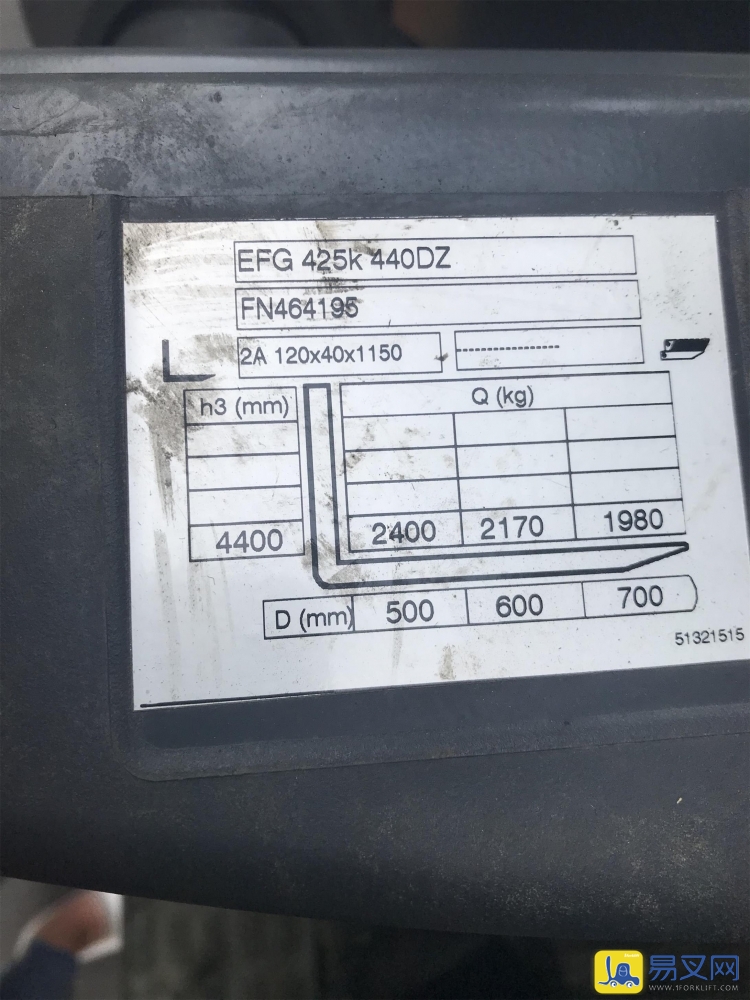 EFG 425k 440DZ
FN464195
2A 120x40x1150 --------------------
h3 (mm) Q (kg)
4400 2400 2170 1980
D (mm) 500 600 700
51321515
易叉网
WWW.1FORKLIFT.COM